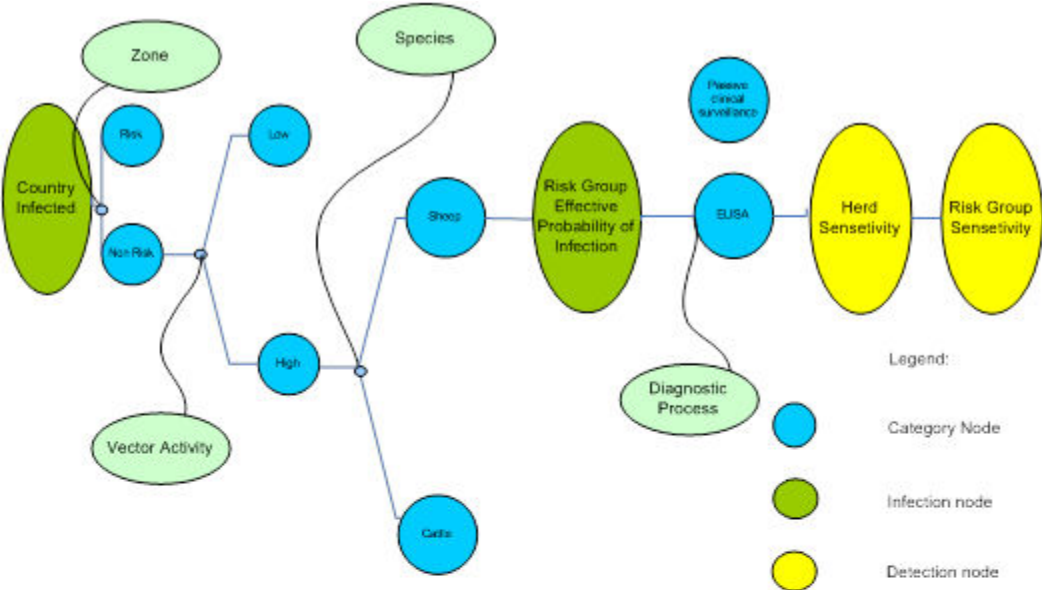 Zone
Species
Passive
clinical
surveillance
Risk
Low
Country
Infected
Risk Group
Effective
Probability of
Infection
Sheep
ELISA
Herd
Sensetivity
Risk Group
Sensetivity
Non Risk
High
Legend:
Diagnostic
Process
Category Node
Vector Activity
Infection node
Cattle
Detection node